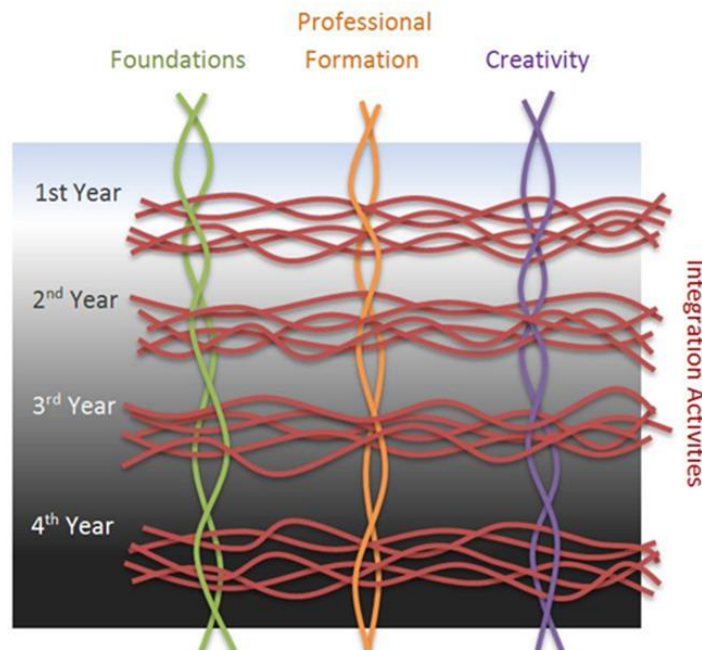 Professional
Foundations Formation Creativity
1st Year
2nd Year
3rd Year
4th Year
Integration Activities